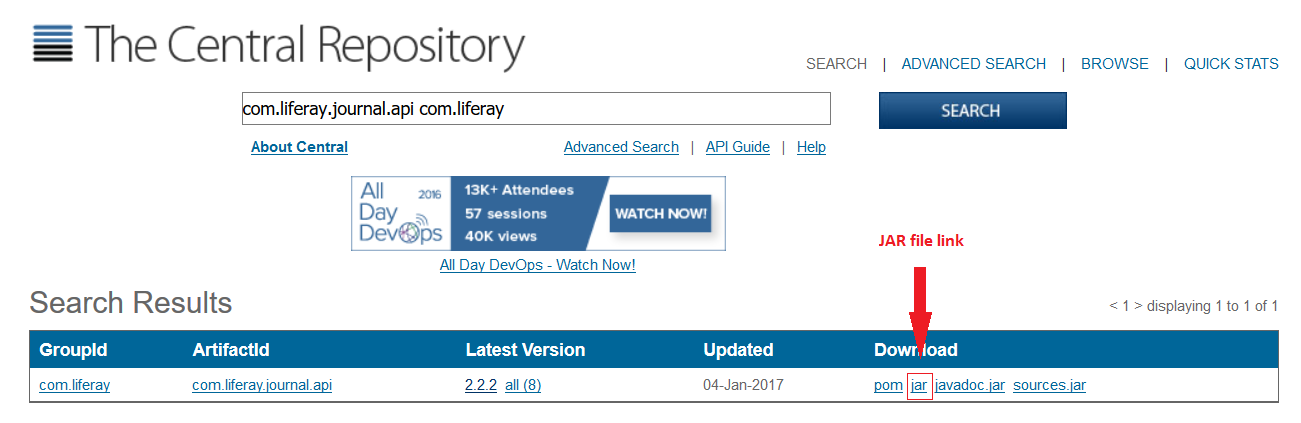 The Central Repository
SEARCH | ADVANCED SEARCH | BROWSE | QUICK STATS
com.liferay.journal.api com.liferay SEARCH
About Central Advanced Search | API Guide | Help
All Day DevOps 2016 13K+ Attendees 57 sessions 40K views WATCH NOW!
All Day DevOps - Watch Now!
JAR file link
Search Results < 1 > displaying 1 to 1 of 1
GroupId ArtifactId Latest Version Updated Download
com.liferay com.liferay.journal.api 2.2.2 all (8) 04-Jan-2017 pom jar javadoc.jar sources.jar